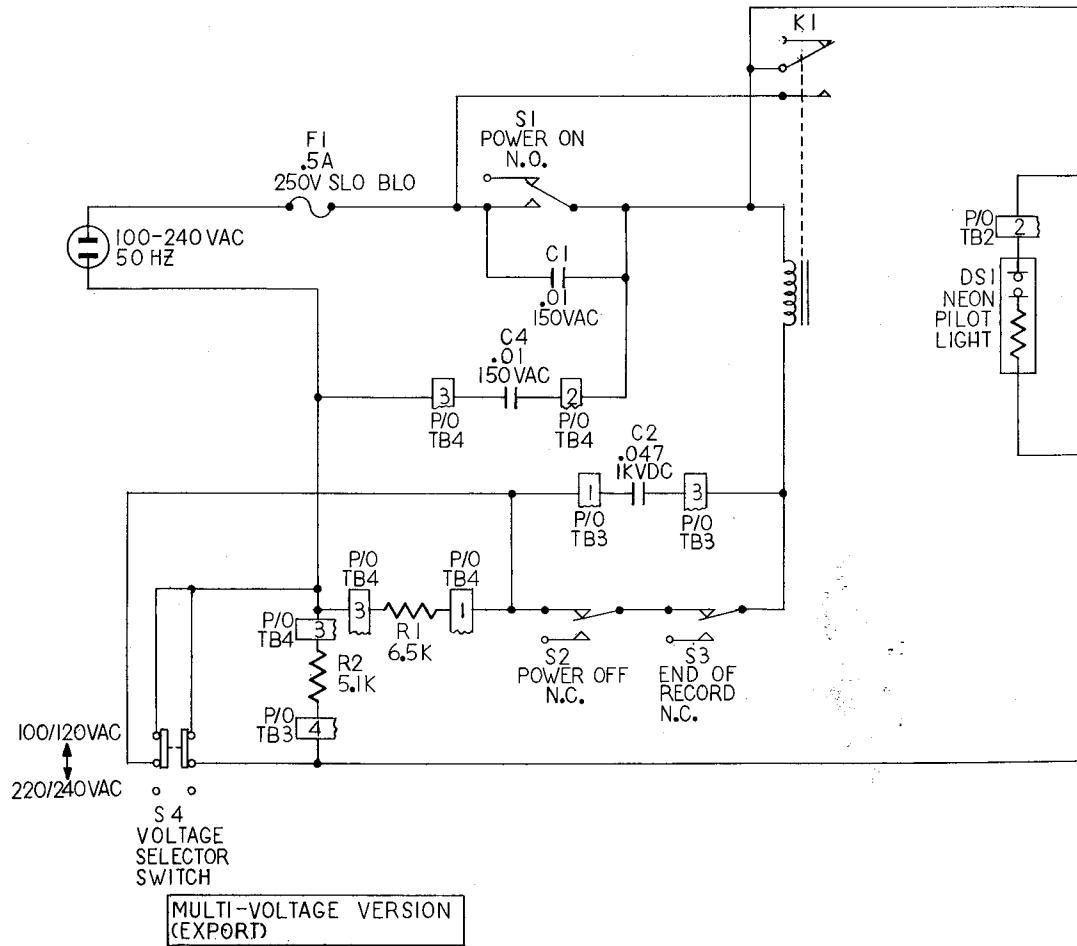 K1
S1
POWER ON
N.O.
F1
.5A
250V SLO BLO
100-240 VAC
50 HZ
P/O
TB2
2
DS1
NEON
PILOT
LIGHT
C1
.01
150VAC
C4
.01
150VAC
3
P/O
TB4
2
P/O
TB4
C2
.047
1KVDC
1
P/O
TB3
3
P/O
TB3
P/O
TB4
3
R1
6.5K
P/O
TB4
1
P/O
TB4
3
R2
5.1K
P/O
TB3
4
S2
POWER OFF
N.C.
S3
END OF
RECORD
N.C.
100/120VAC
220/240VAC
S4
VOLTAGE
SELECTOR
SWITCH
MULTI-VOLTAGE VERSION
(EXPORT)